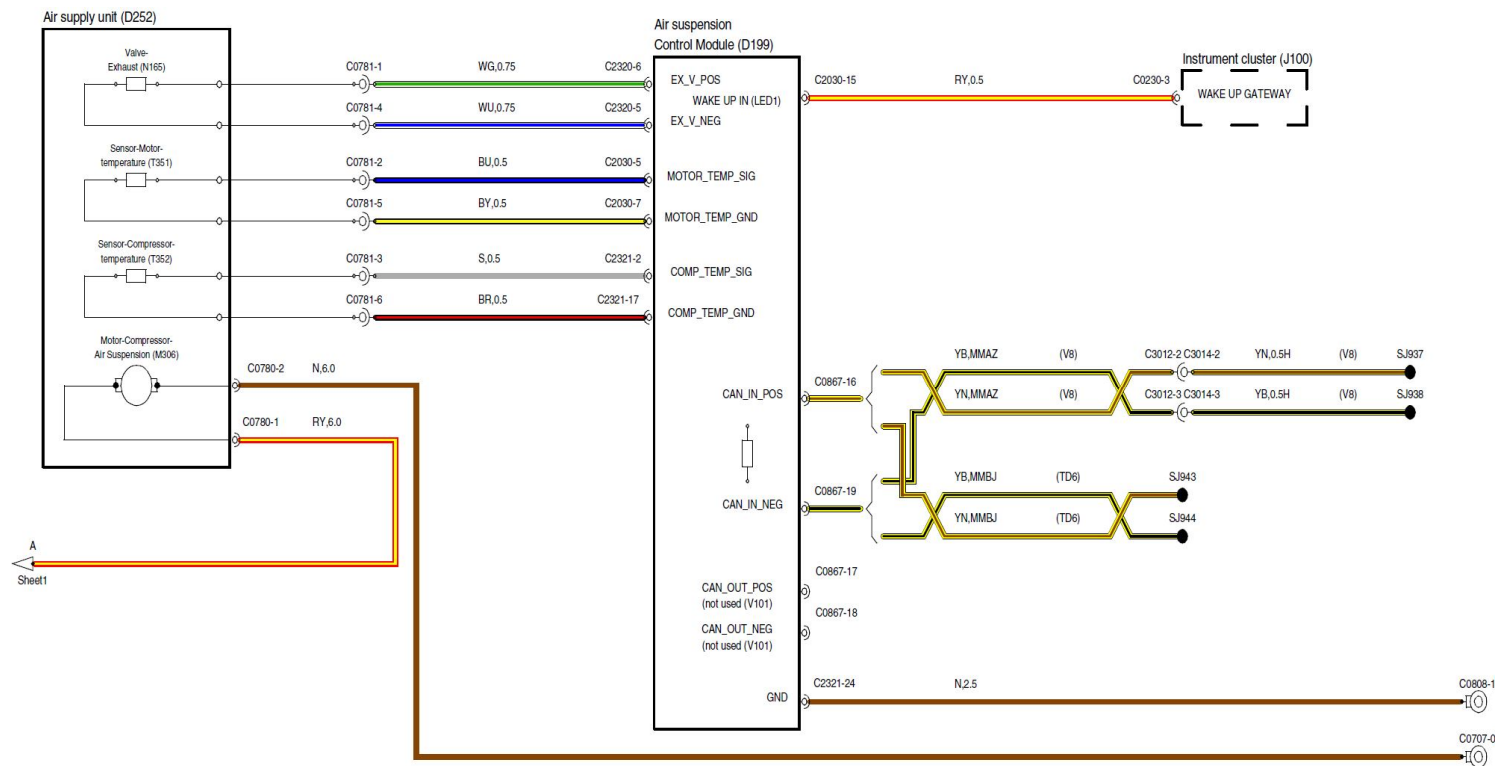 Air supply unit (D252)
Valve-
Exhaust (N165)
Sensor-Motor-
temperature (T351)
Sensor-Compressor-
temperature (T352)
Motor-Compressor-
Air Suspension (M306)
C0781-1 WG,0.75 C2320-6
C0781-4 WU,0.75 C2320-5
C0781-2 BU,0.5 C2030-5
C0781-5 BY,0.5 C2030-7
C0781-3 S,0.5 C2321-2
C0781-6 BR,0.5 C2321-17
C0780-2 N,6.0
C0780-1 RY,6.0
A
Sheet1
Air suspension
Control Module (D199)
EX_V_POS
WAKE UP IN (LED1)
EX_V_NEG
MOTOR_TEMP_SIG
MOTOR_TEMP_GND
COMP_TEMP_SIG
COMP_TEMP_GND
CAN_IN_POS
CAN_IN_NEG
CAN_OUT_POS
(not used (V101)
CAN_OUT_NEG
(not used (V101)
GND
C2030-15 RY,0.5 C0230-3
Instrument cluster (J100)
WAKE UP GATEWAY
C0867-16
YB,MMAZ (V8) C3012-2 C3014-2 YN,0.5H (V8) SJ937
YN,MMAZ (V8) C3012-3 C3014-3 YB,0.5H (V8) SJ938
C0867-19
YB,MMBJ (TD6) SJ943
YN,MMBJ (TD6) SJ944
C0867-17
C0867-18
C2321-24 N,2.5 C0808-1
C0707-0